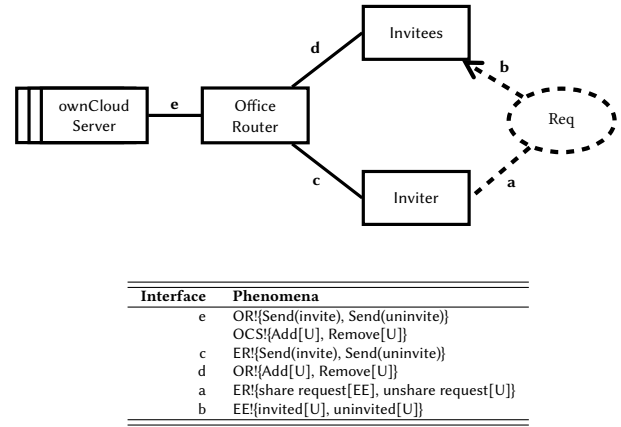 Invitees
d
b
ownCloud
Server
e
Office
Router
Req
c
Inviter
a
Interface Phenomena
e OR!{Send(invite), Send(uninvite)}
OCS!{Add[U], Remove[U]}
c ER!{Send(invite), Send(uninvite)}
d OR!{Add[U], Remove[U]}
a ER!{share request[EE], unshare request[U]}
b EE!{invited[U], uninvited[U]}